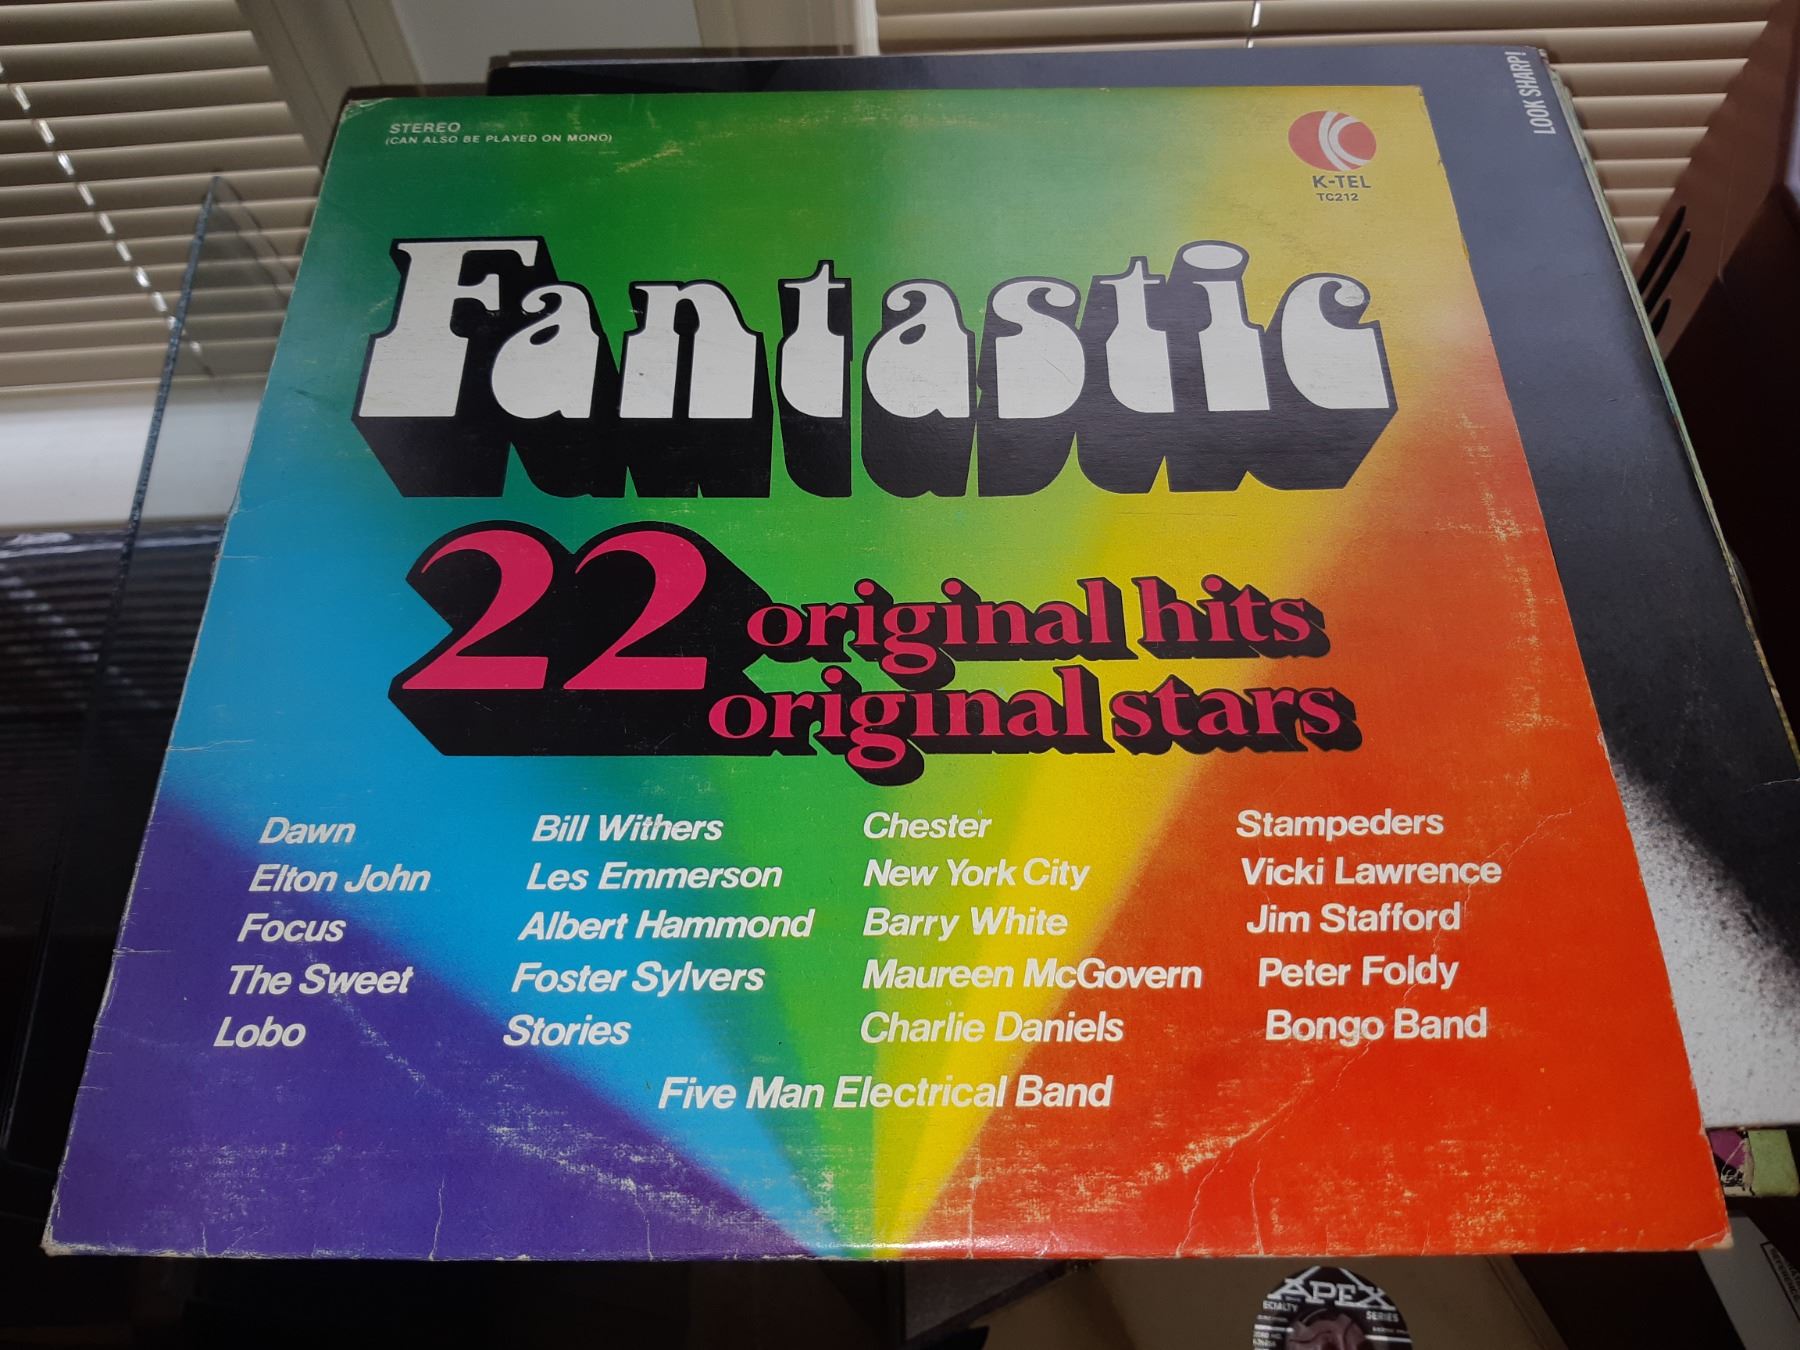 LOOK SHARP!
STEREO
(CAN ALSO BE PLAYED ON MONO)
K-TEL
TC212
Fantastic
22 original hits
original stars
Dawn
Elton John
Focus
The Sweet
Lobo
Bill Withers
Les Emmerson
Albert Hammond
Foster Sylvers
Stories
Chester
New York City
Barry White
Maureen McGovern
Charlie Daniels
Stampeders
Vicki Lawrence
Jim Stafford
Peter Foldy
Bongo Band
Five Man Electrical Band
APEX
SERIES